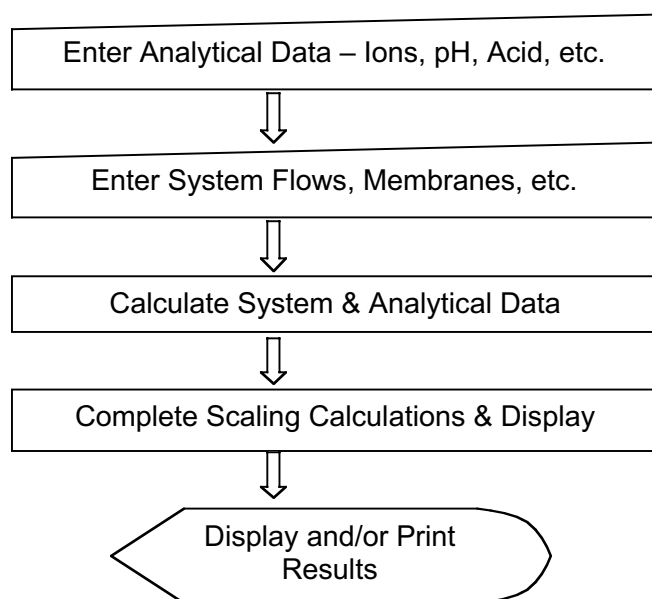 Enter Analytical Data – Ions, pH, Acid, etc.
Enter System Flows, Membranes, etc.
Calculate System & Analytical Data
Complete Scaling Calculations & Display
Display and/or Print
Results